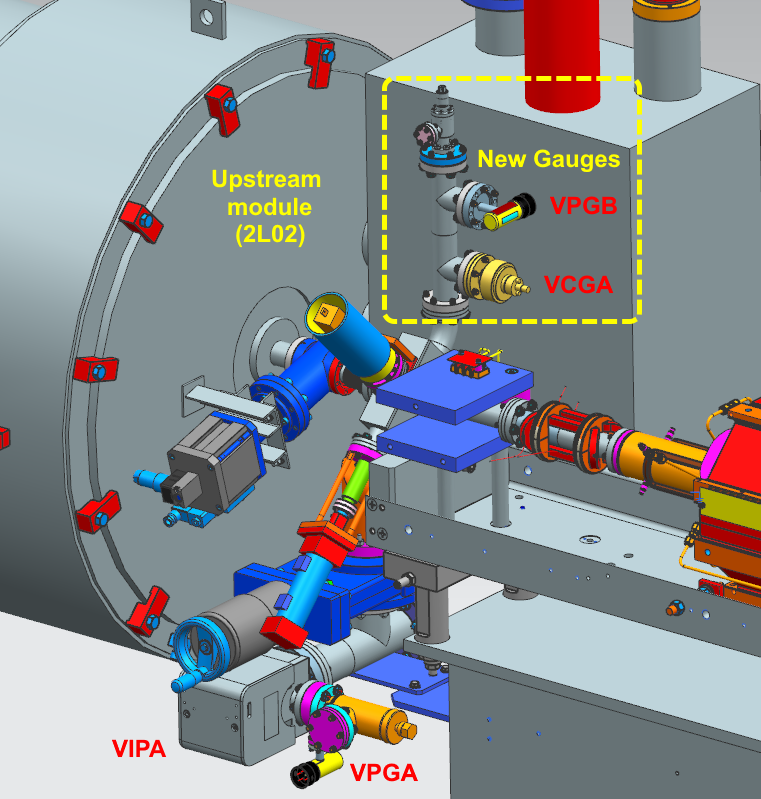 New Gauges
Upstream
module
(2L02)
VPGB
VCGA
VIPA
VPGA